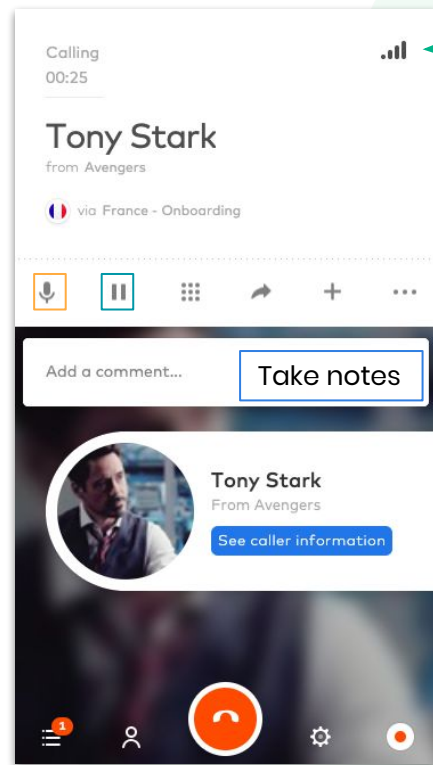 Calling
00:25
Tony Stark
from Avengers
via France - Onboarding
Add a comment...
Take notes
Tony Stark
From Avengers
See caller information
1